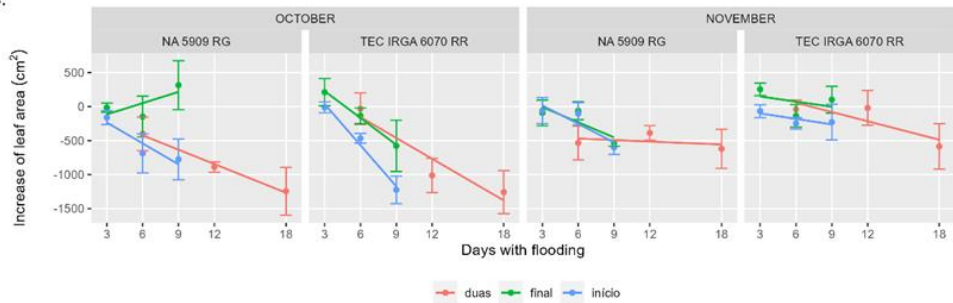 OCTOBER
NOVEMBER
NA 5909 RG
TEC IRGA 6070 RR
NA 5909 RG
TEC IRGA 6070 RR
Increase of leaf area (cm²)
500
0
-500
-1000
-1500
3 6 9 12 18
3 6 9 12 18
3 6 9 12 18
3 6 9 12 18
Days with flooding
duas final início